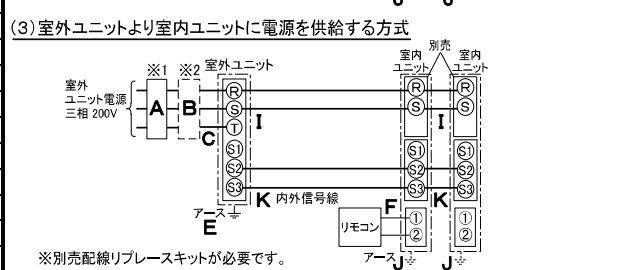 (3)室外ユニットより室内ユニットに電源を供給する方式
※1 ※2 室外ユニット
別売
室内ユニット
室内ユニット
室外
ユニット電源
三相 200V
A B C
R S T S1 S2 S3
I
R S S1 S2 S3 ① ②
I
R S S1 S2 S3 ① ②
K 内外信号線
K
F
リモコン
アース
E
アース J
J
※別売配線リプレースキットが必要です。